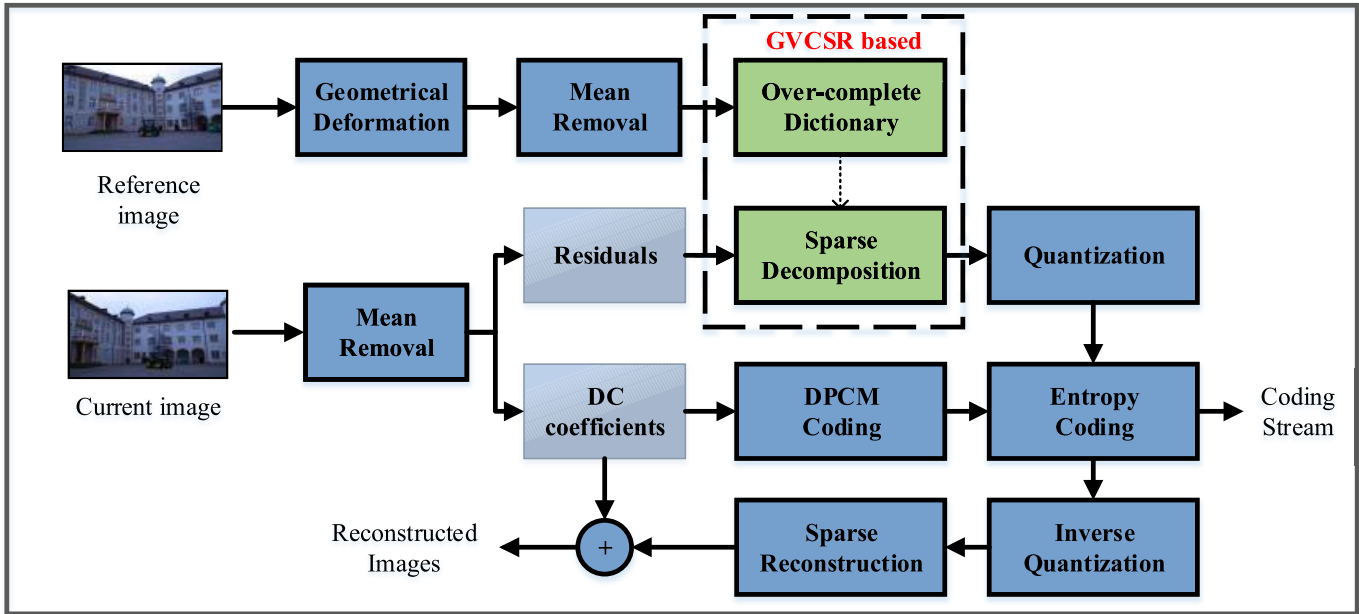 GVCSR based
Geometrical
Deformation
Mean
Removal
Over-complete
Dictionary
Reference
image
Residuals
Sparse
Decomposition
Quantization
Mean
Removal
Current image
DC
coefficients
DPCM
Coding
Entropy
Coding
Coding
Stream
Reconstructed
Images
+
Sparse
Reconstruction
Inverse
Quantization